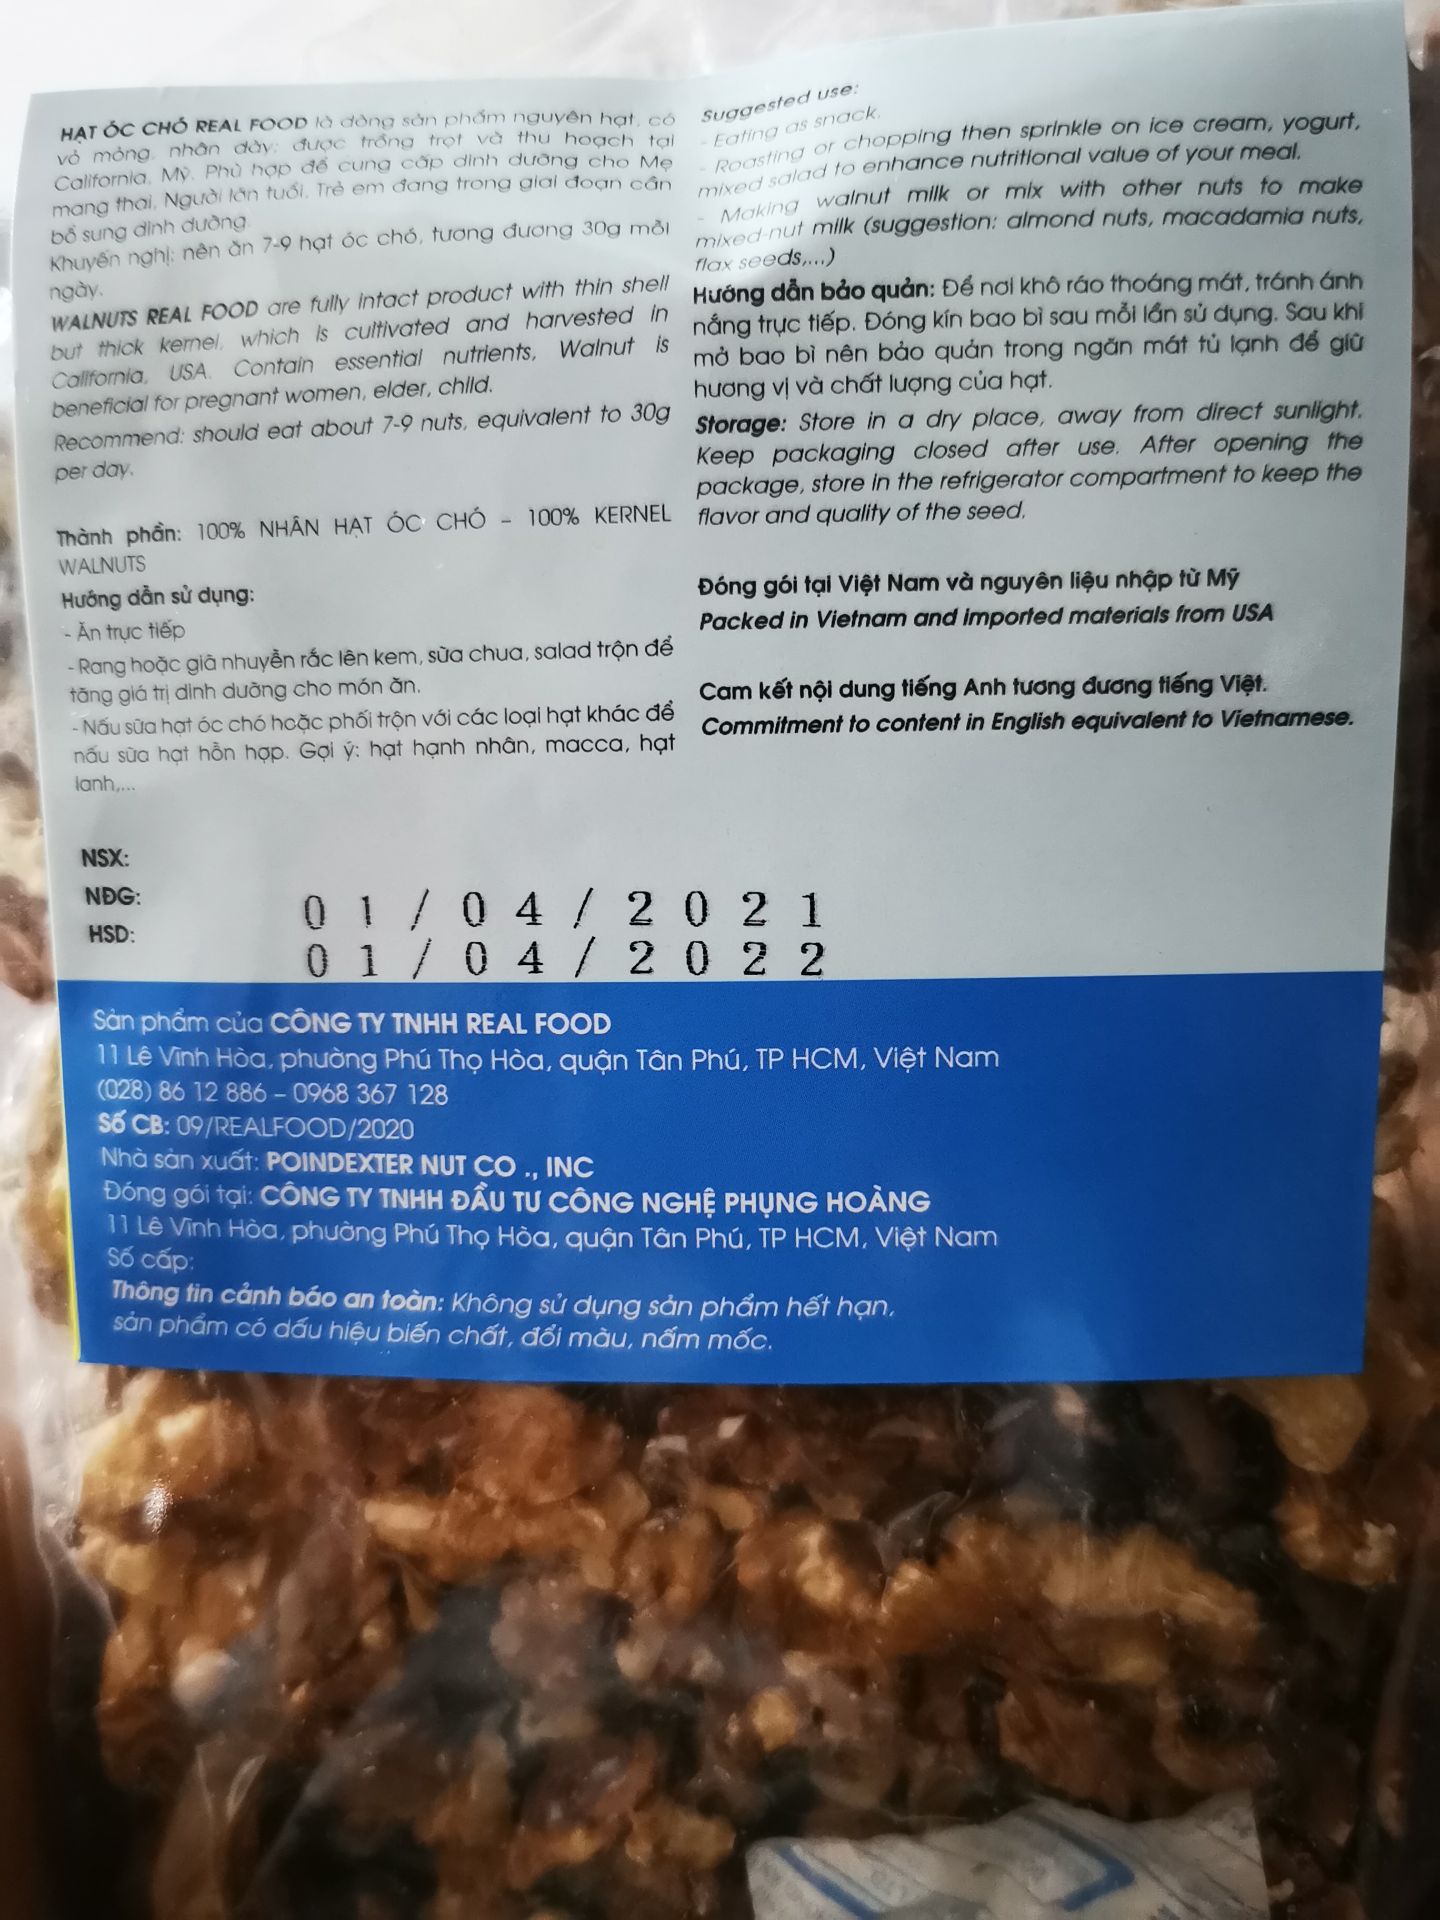 HẠT ÓC CHÓ REAL FOOD là dòng sản phẩm nguyên hạt, có
vỏ mỏng, nhân dày; được trồng trọt và thu hoạch tại
California, Mỹ. Phù hợp để cung cấp dinh dưỡng cho Mẹ
mang thai, Người lớn tuổi, Trẻ em đang trong giai đoạn cần
bổ sung dinh dưỡng.
Khuyến nghị: nên ăn 7-9 hạt óc chó, tương đương 30g mỗi
ngày.
WALNUTS REAL FOOD are fully intact product with thin shell
but thick kernel, which is cultivated and harvested in
California, USA. Contain essential nutrients, Walnut is
beneficial for pregnant women, elder, child.
Recommend: should eat about 7-9 nuts, equivalent to 30g
per day.
Thành phần: 100% NHÂN HẠT ÓC CHÓ – 100% KERNEL
WALNUTS
Hướng dẫn sử dụng:
- Ăn trực tiếp
- Rang hoặc giã nhuyễn rắc lên kem, sữa chua, salad trộn để
tăng giá trị dinh dưỡng cho món ăn.
- Nấu sữa hạt óc chó hoặc phối trộn với các loại hạt khác để
nấu sữa hạt hỗn hợp. Gợi ý: hạt hạnh nhân, macca, hạt
lanh,...
Suggested use:
- Eating as snack.
- Roasting or chopping then sprinkle on ice cream, yogurt,
mixed salad to enhance nutritional value of your meal.
- Making walnut milk or mix with other nuts to make
mixed-nut milk (suggestion: almond nuts, macadamia nuts,
flax seeds,...)
Hướng dẫn bảo quản: Để nơi khô ráo thoáng mát, tránh ánh
nắng trực tiếp. Đóng kín bao bì sau mỗi lần sử dụng. Sau khi
mở bao bì nên bảo quản trong ngăn mát tủ lạnh để giữ
hương vị và chất lượng của hạt.
Storage: Store in a dry place, away from direct sunlight.
Keep packaging closed after use. After opening the
package, store in the refrigerator compartment to keep the
flavor and quality of the seed.
Đóng gói tại Việt Nam và nguyên liệu nhập từ Mỹ
Packed in Vietnam and imported materials from USA
Cam kết nội dung tiếng Anh tương đương tiếng Việt.
Commitment to content in English equivalent to Vietnamese.
NSX:
NĐG: 01/04/2021
HSD: 01/04/2022
Sản phẩm của CÔNG TY TNHH REAL FOOD
11 Lê Vĩnh Hòa, phường Phú Thọ Hòa, quận Tân Phú, TP HCM, Việt Nam
(028) 86 12 886 – 0968 367 128
Số CB: 09/REALFOOD/2020
Nhà sản xuất: POINDEXTER NUT CO ., INC
Đóng gói tại: CÔNG TY TNHH ĐẦU TƯ CÔNG NGHỆ PHỤNG HOÀNG
11 Lê Vĩnh Hòa, phường Phú Thọ Hòa, quận Tân Phú, TP HCM, Việt Nam
Số cấp:
Thông tin cảnh báo an toàn: Không sử dụng sản phẩm hết hạn,
sản phẩm có dấu hiệu biến chất, đổi màu, nấm mốc.